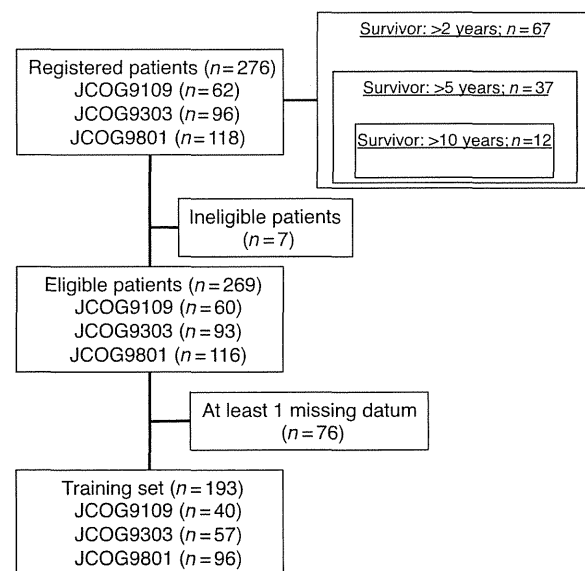 Registered patients (n=276)
JCOG9109 (n=62)
JCOG9303 (n=96)
JCOG9801 (n=118)
Survivor: >2 years; n=67
Survivor: >5 years; n=37
Survivor: >10 years; n=12
Ineligible patients
(n=7)
Eligible patients (n=269)
JCOG9109 (n=60)
JCOG9303 (n=93)
JCOG9801 (n=116)
At least 1 missing datum
(n=76)
Training set (n=193)
JCOG9109 (n=40)
JCOG9303 (n=57)
JCOG9801 (n=96)